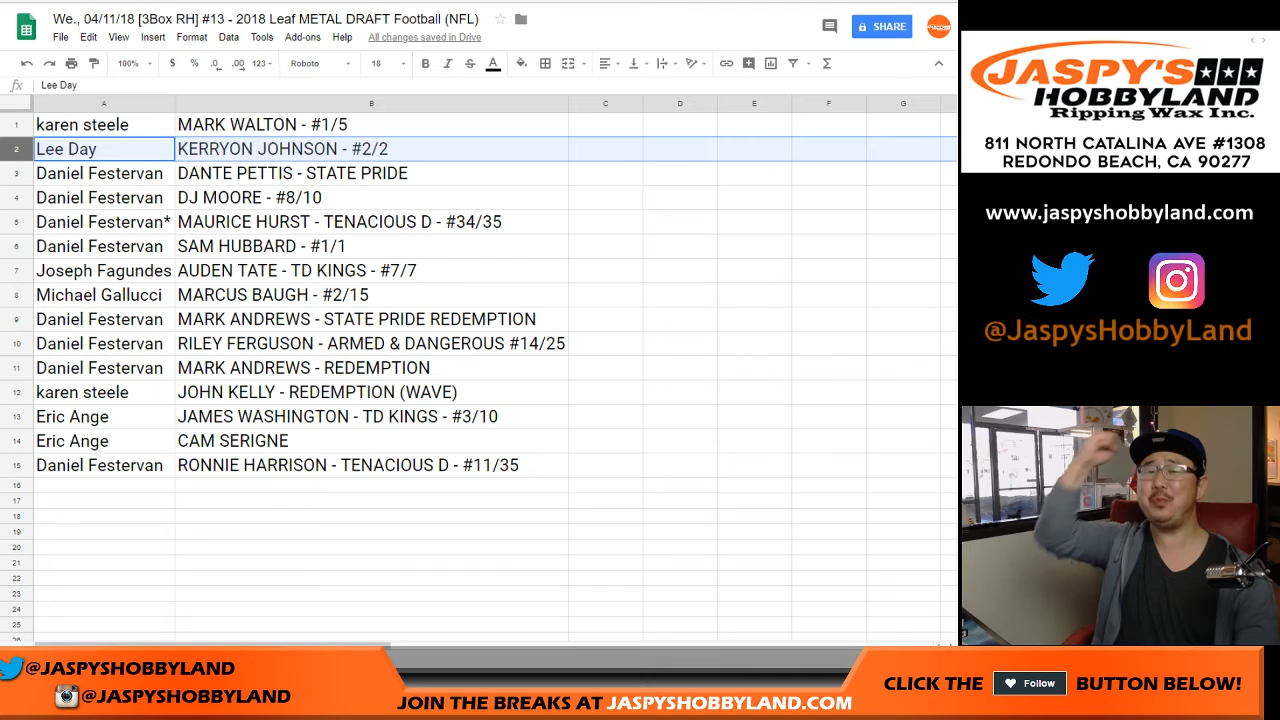 We., 04/11/18 [3Box RH] #13 - 2018 Leaf METAL DRAFT Football (NFL)
File Edit View Insert Format Data Tools Add-ons Help All changes saved in Drive
SHARE
100% $ % .0 .00 123 Roboto 18 B I S A Σ
fx Lee Day
A B C D E F G
1 karen steele MARK WALTON - #1/5
2 Lee Day KERRYON JOHNSON - #2/2
3 Daniel Festervan DANTE PETTIS - STATE PRIDE
4 Daniel Festervan DJ MOORE - #8/10
5 Daniel Festervan* MAURICE HURST - TENACIOUS D - #34/35
6 Daniel Festervan SAM HUBBARD - #1/1
7 Joseph Fagundes AUDEN TATE - TD KINGS - #7/7
8 Michael Gallucci MARCUS BAUGH - #2/15
9 Daniel Festervan MARK ANDREWS - STATE PRIDE REDEMPTION
10 Daniel Festervan RILEY FERGUSON - ARMED & DANGEROUS #14/25
11 Daniel Festervan MARK ANDREWS - REDEMPTION
12 karen steele JOHN KELLY - REDEMPTION (WAVE)
13 Eric Ange JAMES WASHINGTON - TD KINGS - #3/10
14 Eric Ange CAM SERIGNE
15 Daniel Festervan RONNIE HARRISON - TENACIOUS D - #11/35
16
17
18
19
20
21
22
23
24
25
JASPY'S
HOBBYLAND
Ripping Wax Inc.
811 NORTH CATALINA AVE #1308
REDONDO BEACH, CA 90277
www.jaspyshobbyland.com
@JaspysHobbyLand
@JASPYSHOBBYLAND
@JASPYSHOBBYLAND
JOIN THE BREAKS AT JASPYSHOBBYLAND.COM
CLICK THE Follow BUTTON BELOW!